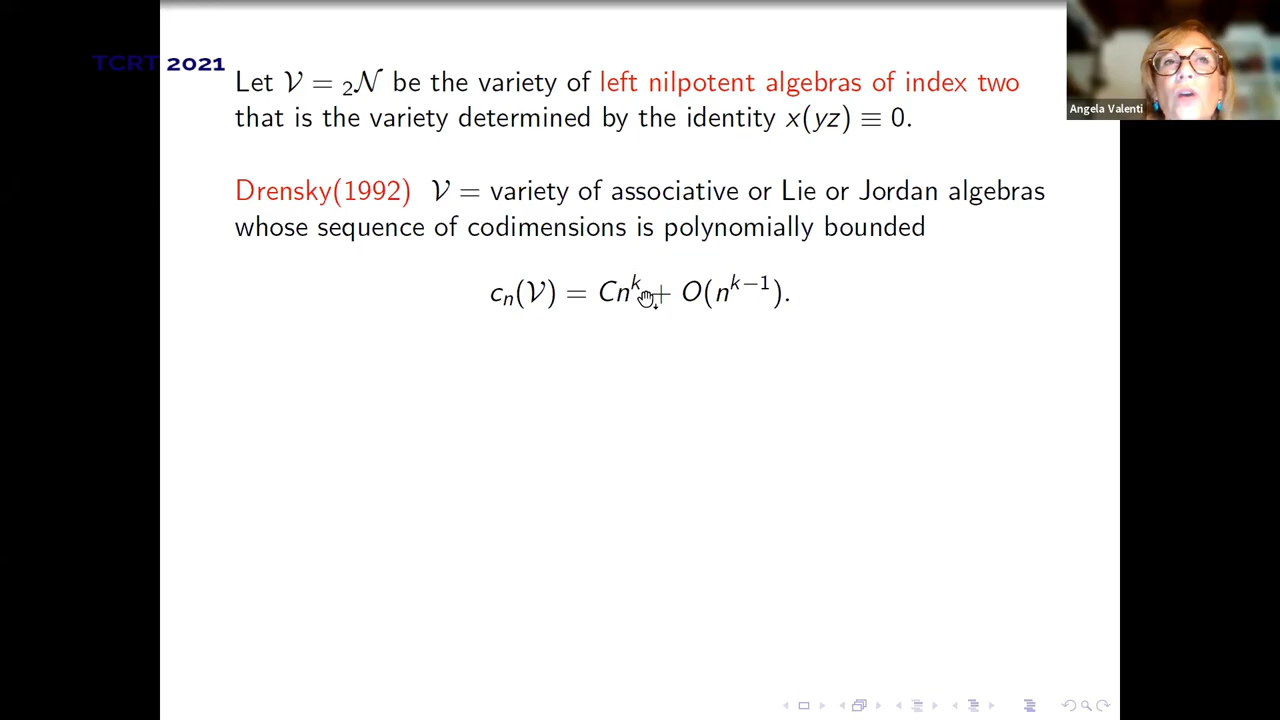 TCRT 2021
Let 𝒱 = ₂𝒩 be the variety of left nilpotent algebras of index two
that is the variety determined by the identity x(yz) ≡ 0.
Drensky(1992) 𝒱 = variety of associative or Lie or Jordan algebras
whose sequence of codimensions is polynomially bounded
cₙ(𝒱) = Cnᵏ + O(nᵏ⁻¹).
Angela Valenti